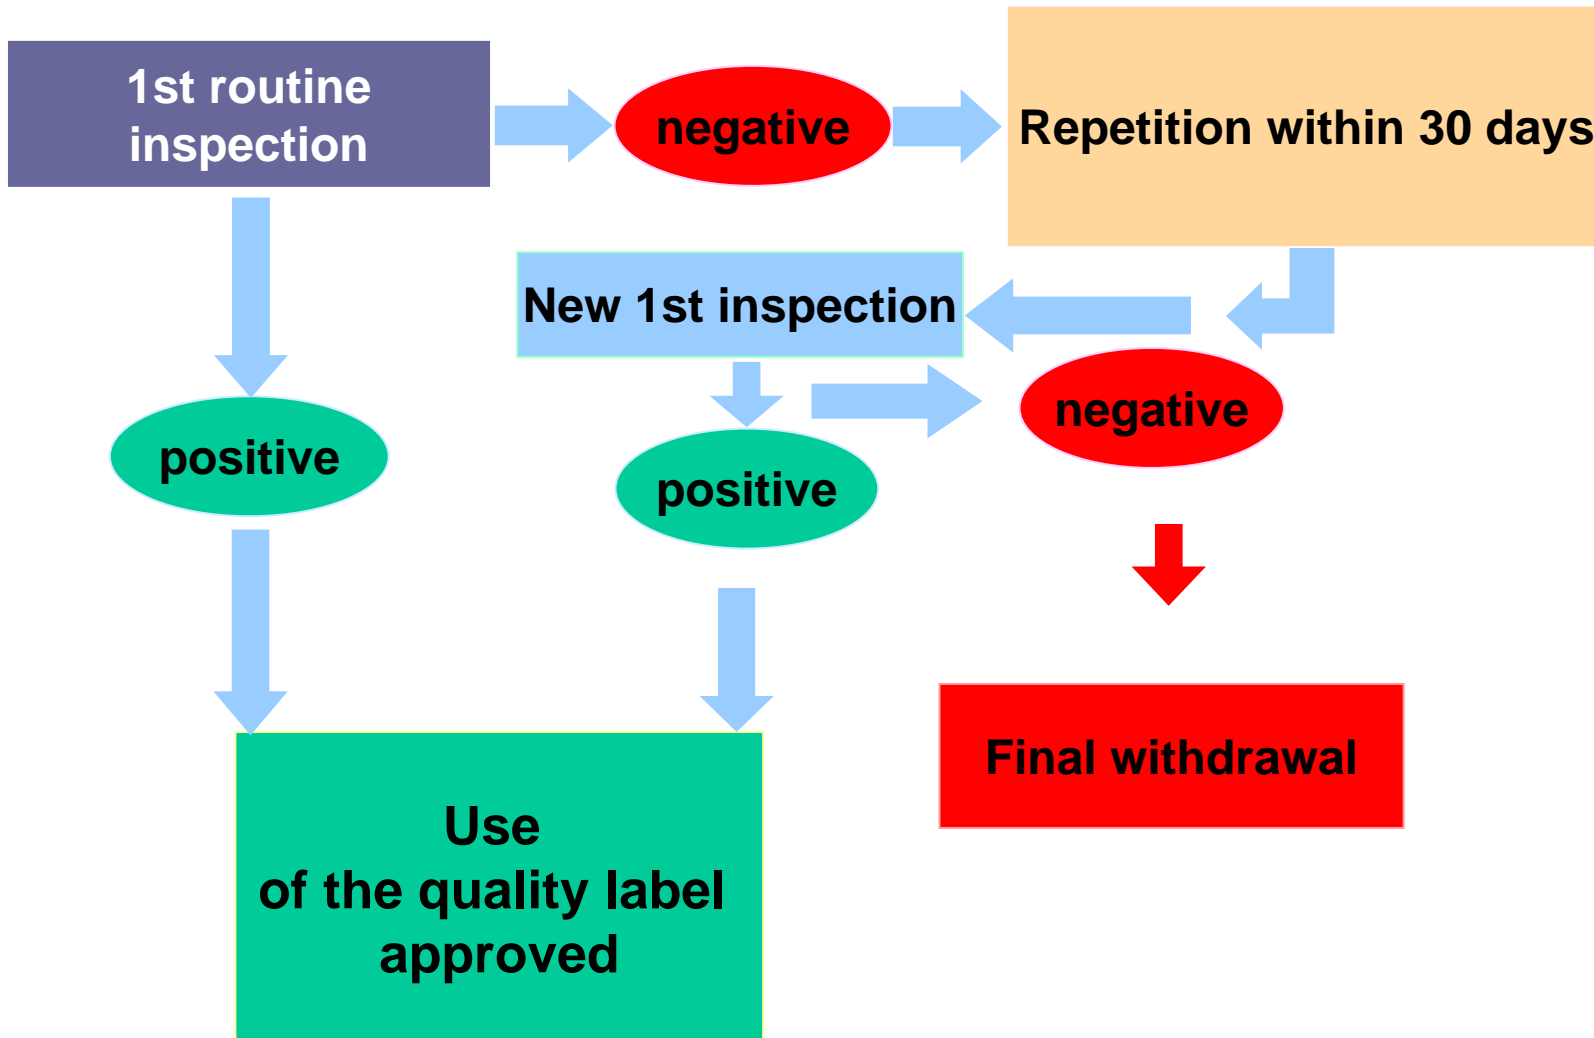 1st routine
inspection
negative
Repetition within 30 days
New 1st inspection
negative
positive
positive
Final withdrawal
Use
of the quality label
approved